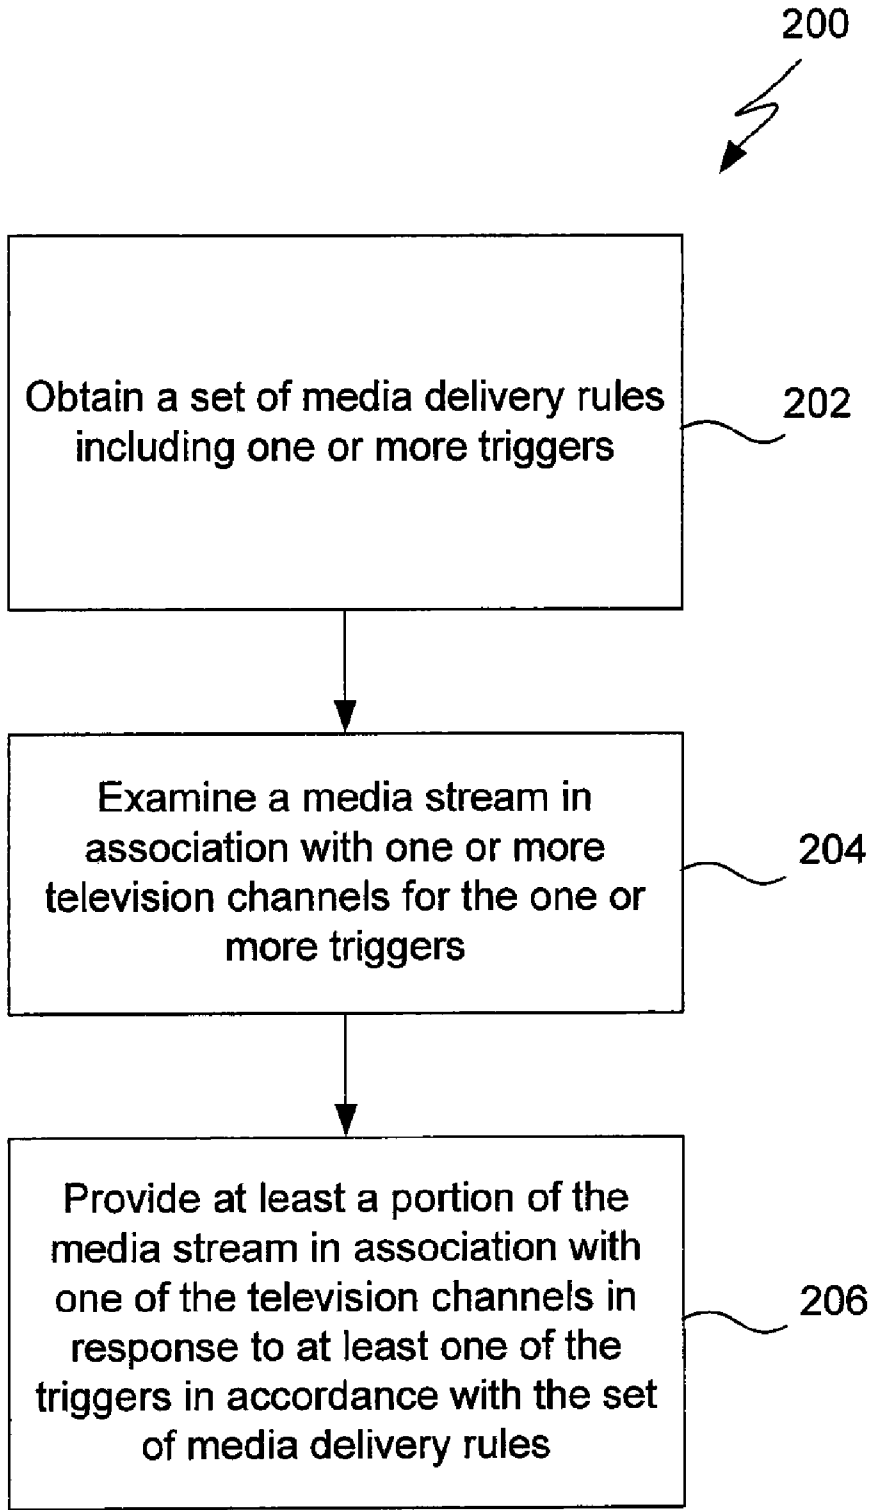 200
Obtain a set of media delivery rules
including one or more triggers
202
Examine a media stream in
association with one or more
television channels for the one or
more triggers
204
Provide at least a portion of the
media stream in association with
one of the television channels in
response to at least one of the
triggers in accordance with the set
of media delivery rules
206